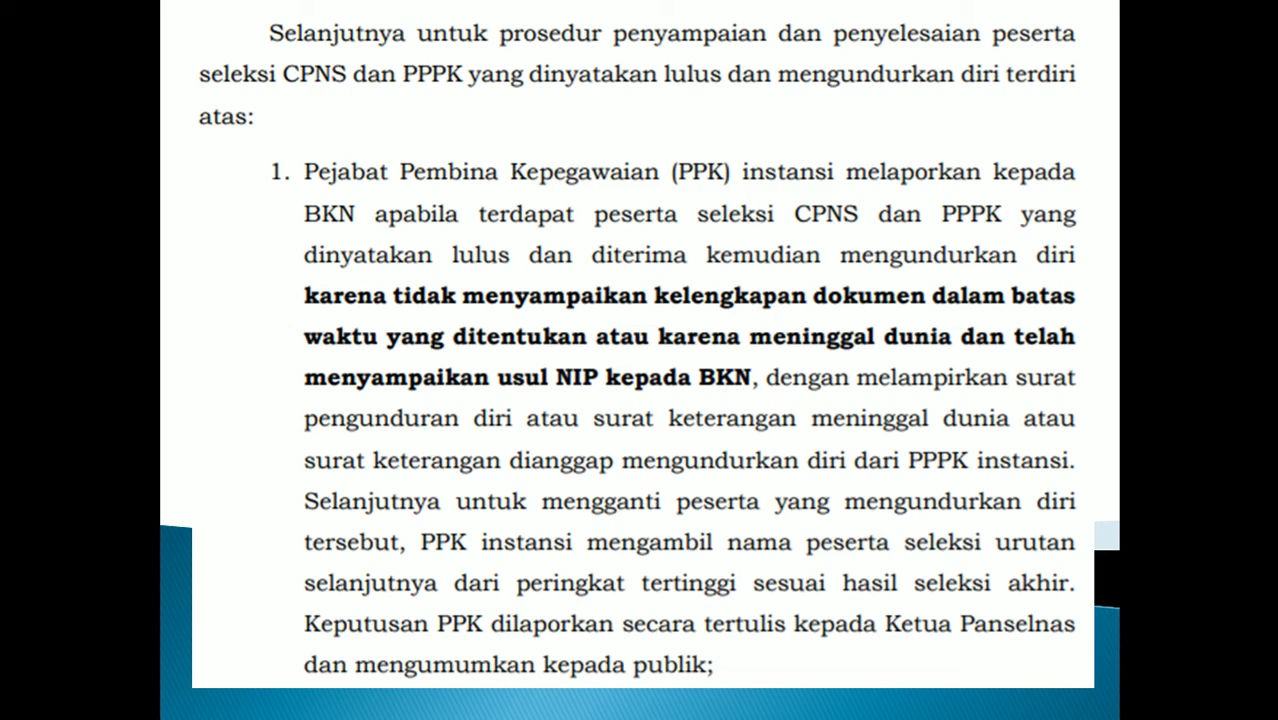 Selanjutnya untuk prosedur penyampaian dan penyelesaian peserta
seleksi CPNS dan PPPK yang dinyatakan lulus dan mengundurkan diri terdiri
atas:
1. Pejabat Pembina Kepegawaian (PPK) instansi melaporkan kepada
BKN apabila terdapat peserta seleksi CPNS dan PPPK yang
dinyatakan lulus dan diterima kemudian mengundurkan diri
karena tidak menyampaikan kelengkapan dokumen dalam batas
waktu yang ditentukan atau karena meninggal dunia dan telah
menyampaikan usul NIP kepada BKN, dengan melampirkan surat
pengunduran diri atau surat keterangan meninggal dunia atau
surat keterangan dianggap mengundurkan diri dari PPPK instansi.
Selanjutnya untuk mengganti peserta yang mengundurkan diri
tersebut, PPK instansi mengambil nama peserta seleksi urutan
selanjutnya dari peringkat tertinggi sesuai hasil seleksi akhir.
Keputusan PPK dilaporkan secara tertulis kepada Ketua Panselnas
dan mengumumkan kepada publik;